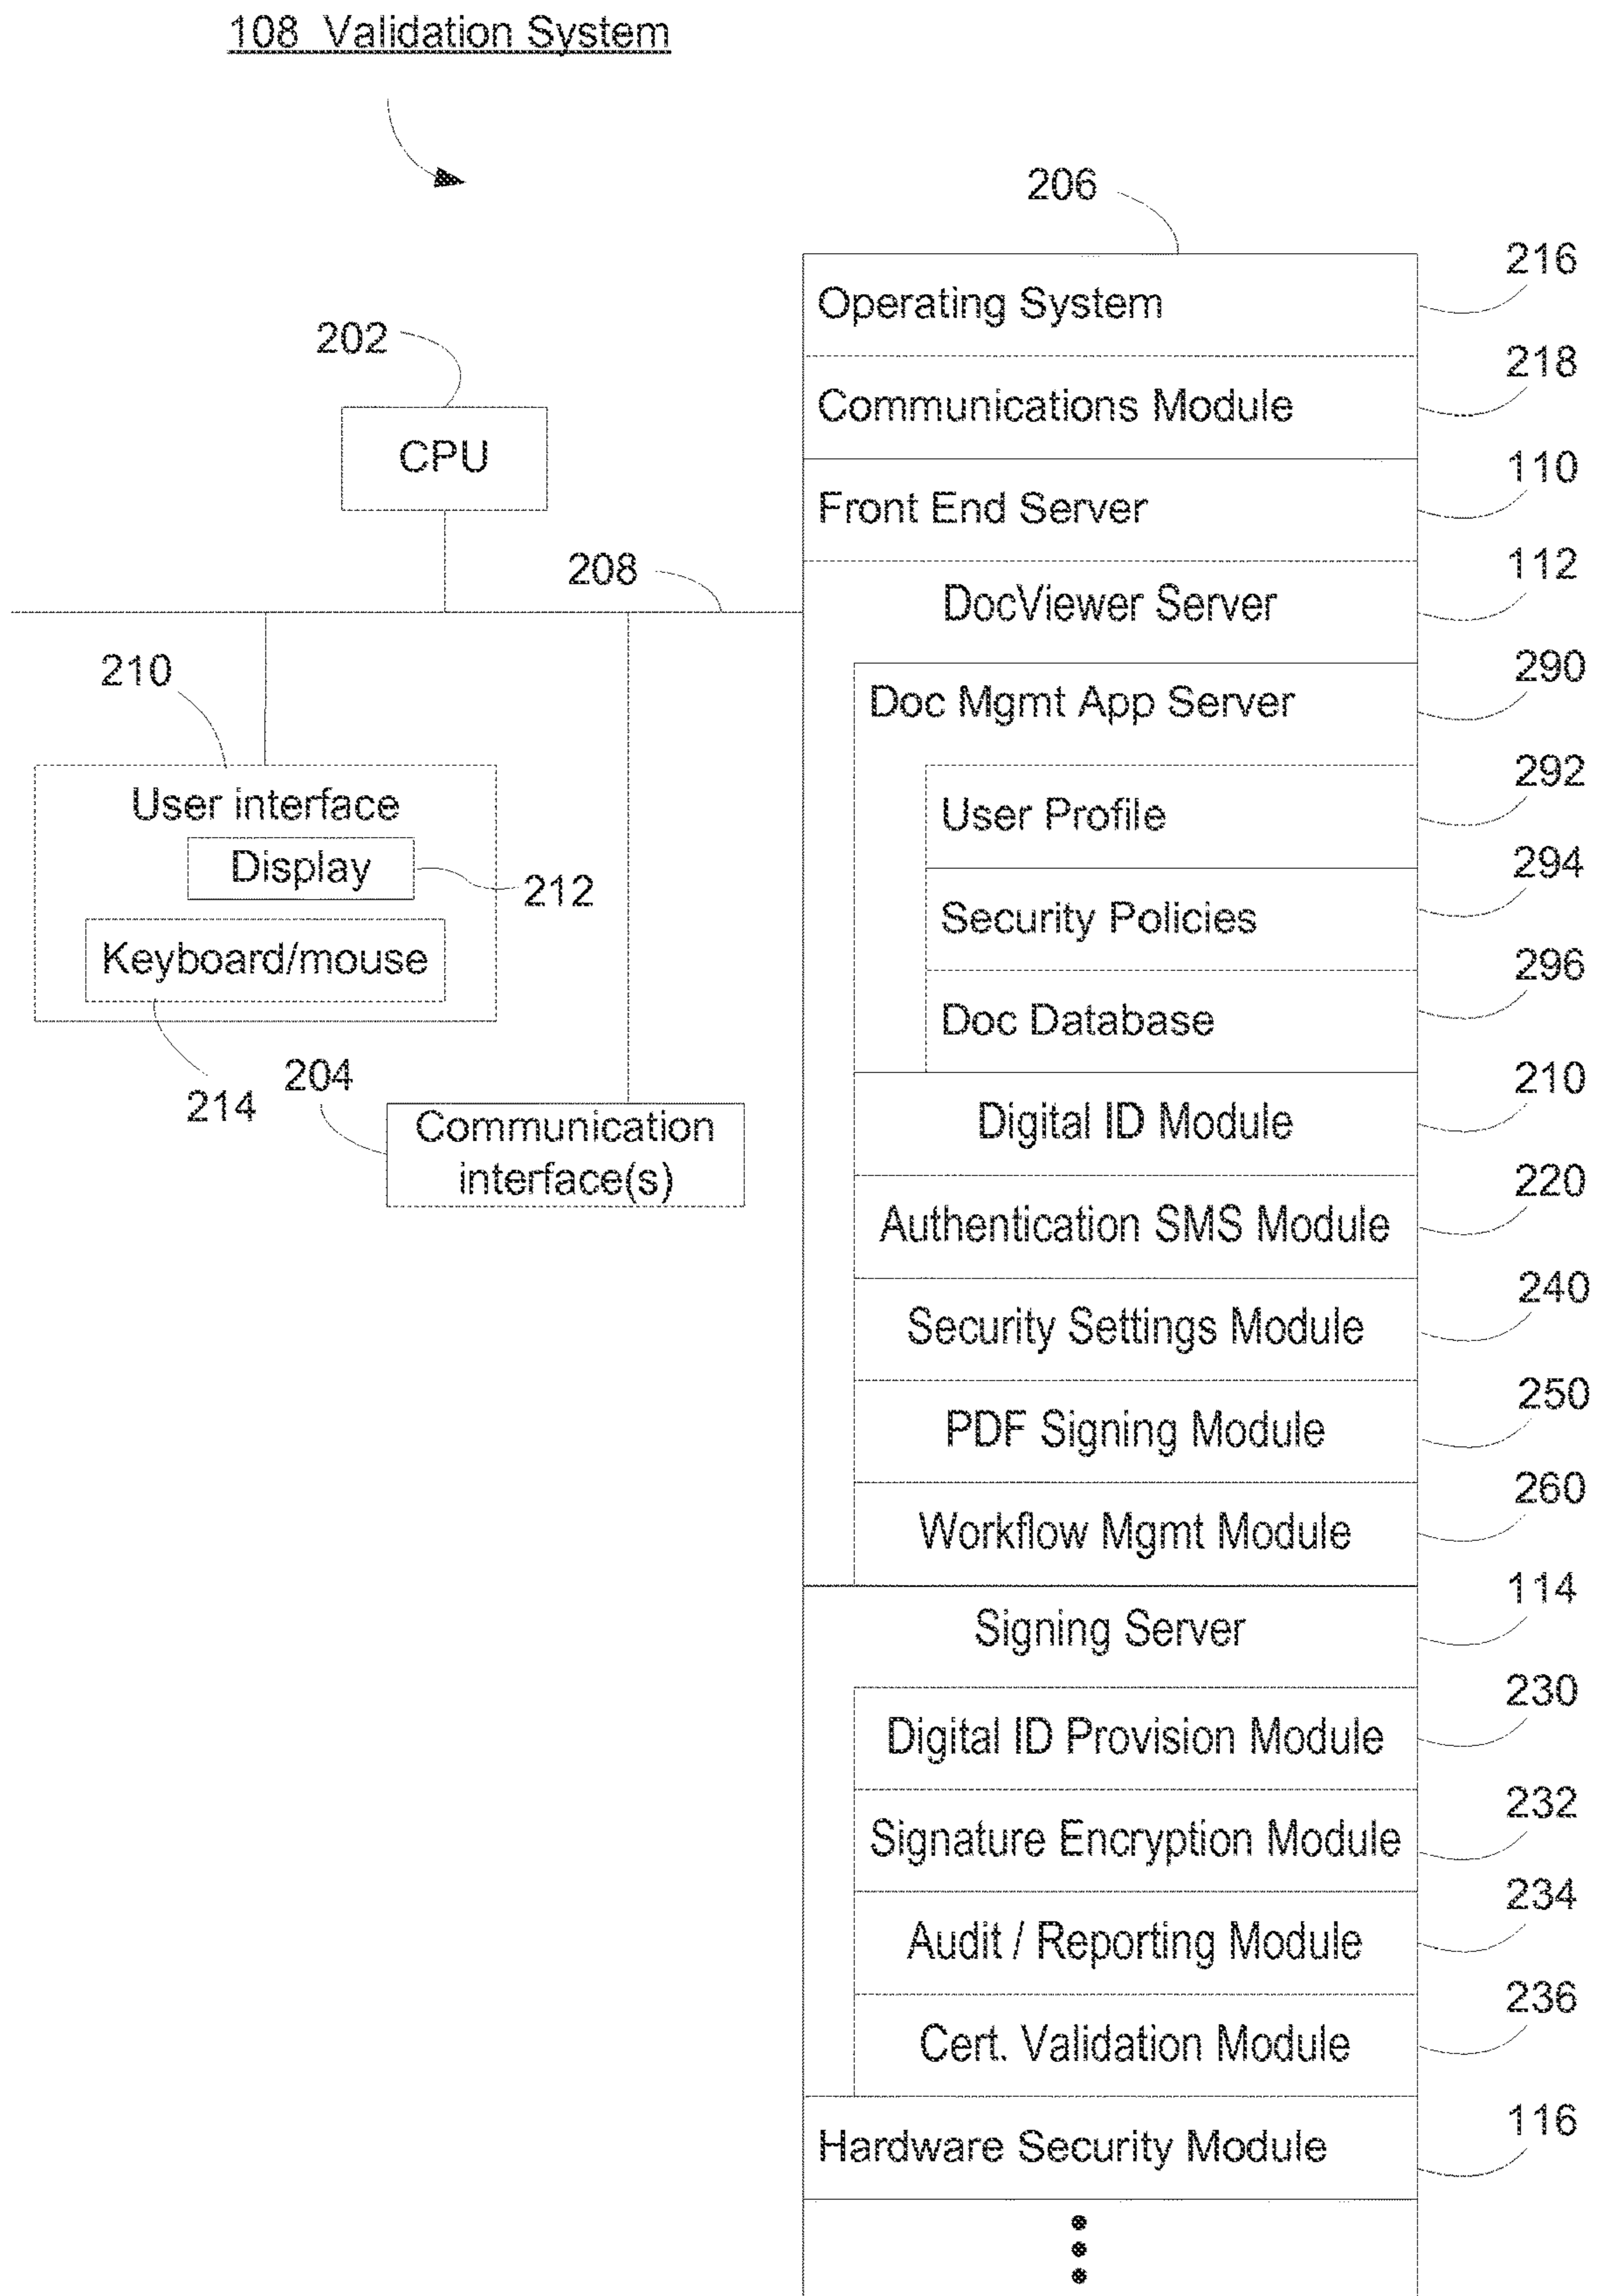 108 Validation System
206
216
Operating System
202
218
Communications Module
CPU
110
Front End Server
208
112
DocViewer Server
210
290
Doc Mgmt App Server
User interface
292
User Profile
Display
212
294
Security Policies
Keyboard/mouse
296
Doc Database
204
214
210
Communication
interface(s)
Digital ID Module
220
Authentication SMS Module
240
Security Settings Module
250
PDF Signing Module
260
Workflow Mgmt Module
114
Signing Server
230
Digital ID Provision Module
232
Signature Encryption Module
234
Audit / Reporting Module
236
Cert. Validation Module
116
Hardware Security Module